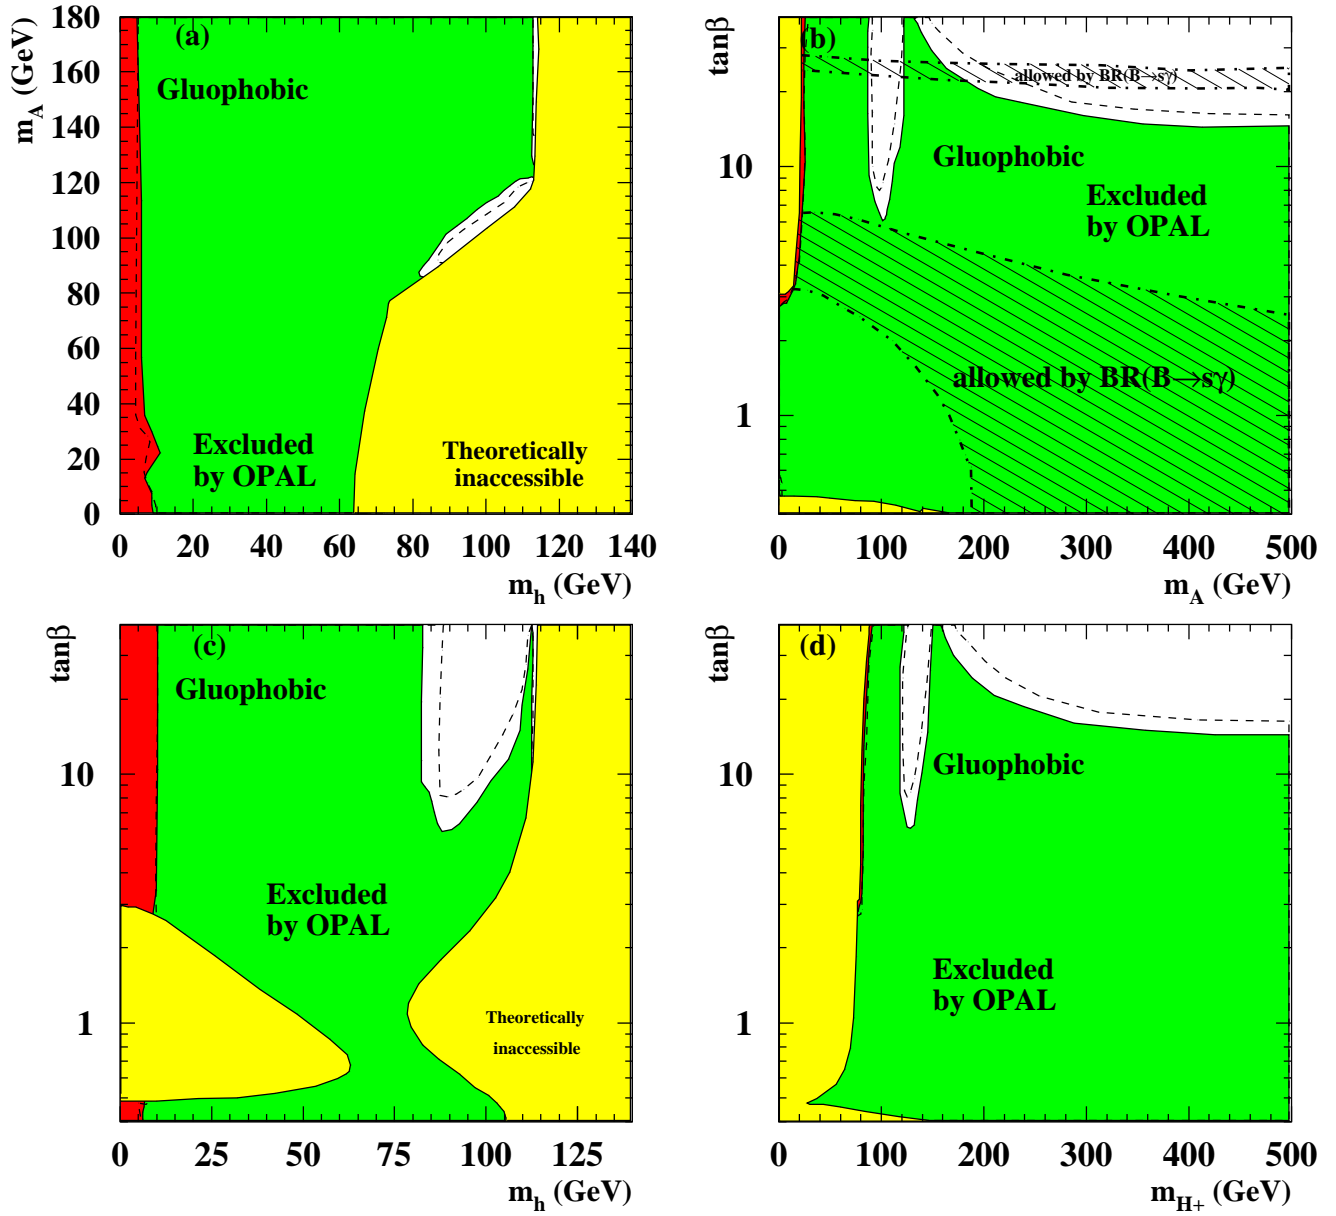 m_A (GeV)
180
160
140
120
100
80
60
40
20
0
(a)
Gluophobic
Excluded
by OPAL
Theoretically
inaccessible
0 20 40 60 80 100 120 140
m_h (GeV)
tanβ
10
1
(b)
allowed by BR(B→sγ)
Gluophobic
Excluded
by OPAL
allowed by BR(B→sγ)
0 100 200 300 400 500
m_A (GeV)
tanβ
10
1
(c)
Gluophobic
Excluded
by OPAL
Theoretically
inaccessible
0 25 50 75 100 125
m_h (GeV)
tanβ
10
1
(d)
Gluophobic
Excluded
by OPAL
0 100 200 300 400 500
m_H+ (GeV)